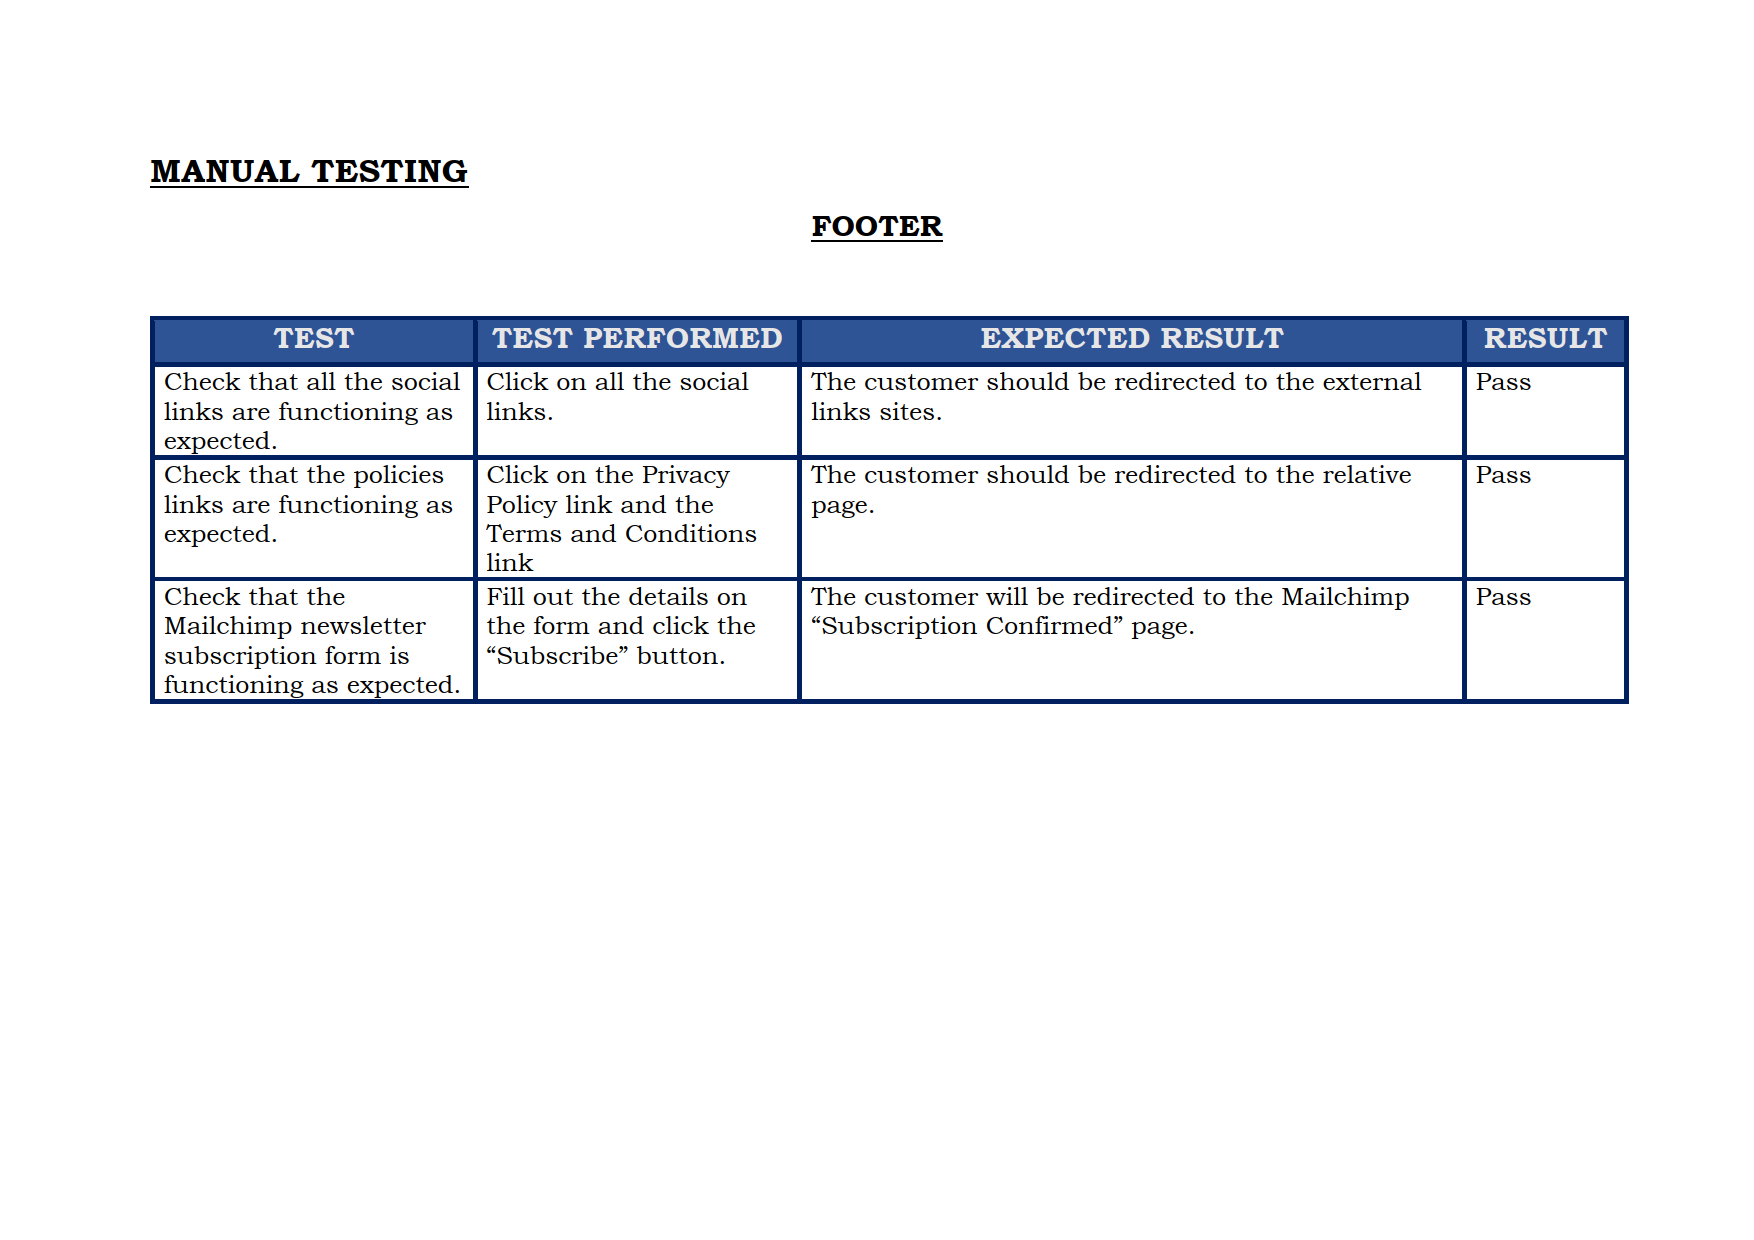 MANUAL TESTING
FOOTER
TEST
TEST PERFORMED
EXPECTED RESULT
RESULT
Check that all the social
links are functioning as
expected.
Click on all the social
links.
The customer should be redirected to the external
links sites.
Pass
Check that the policies
links are functioning as
expected.
Click on the Privacy
Policy link and the
Terms and Conditions
link
The customer should be redirected to the relative
page.
Pass
Check that the
Mailchimp newsletter
subscription form is
functioning as expected.
Fill out the details on
the form and click the
“Subscribe” button.
The customer will be redirected to the Mailchimp
“Subscription Confirmed” page.
Pass